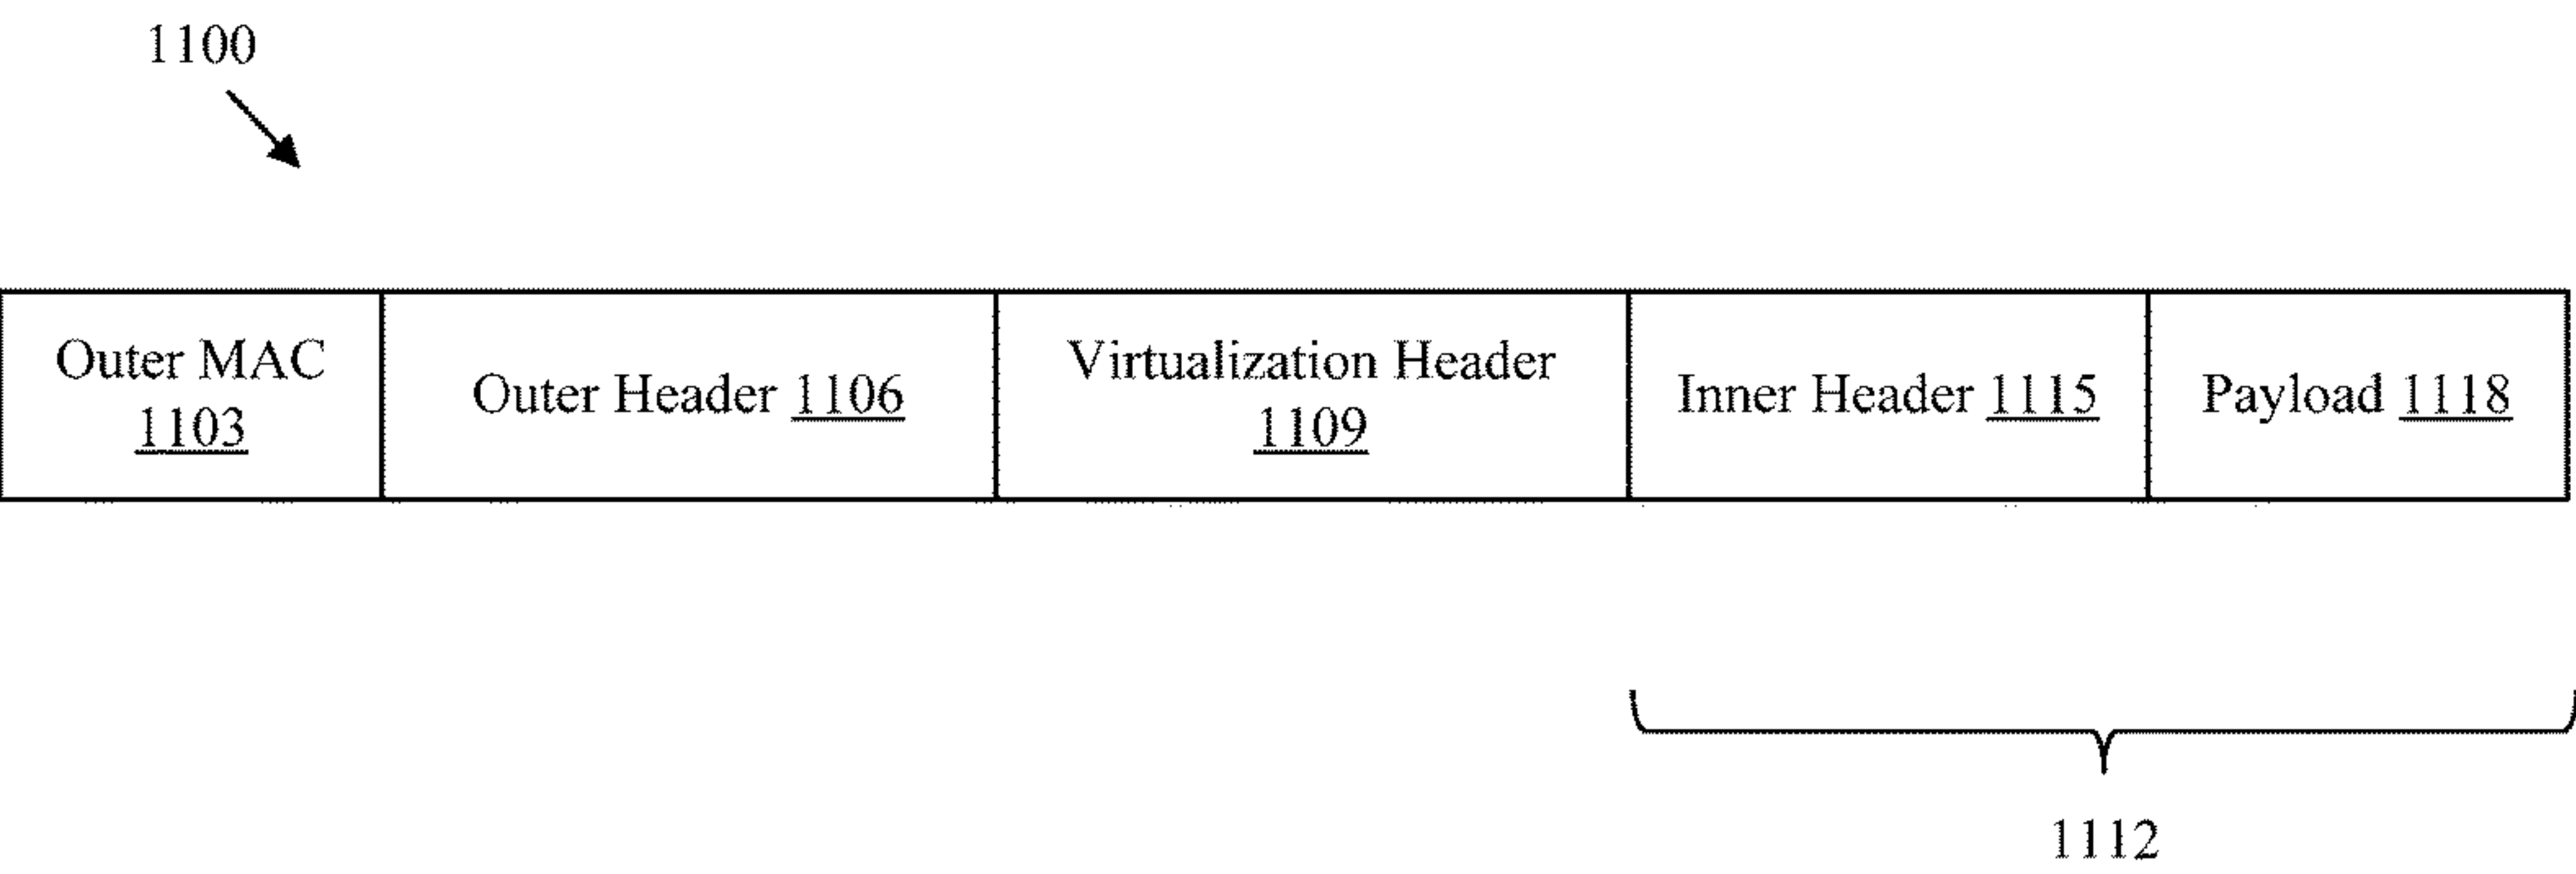 1100
Outer MAC
1103
Outer Header 1106
Virtualization Header
1109
Inner Header 1115
Payload 1118
1112